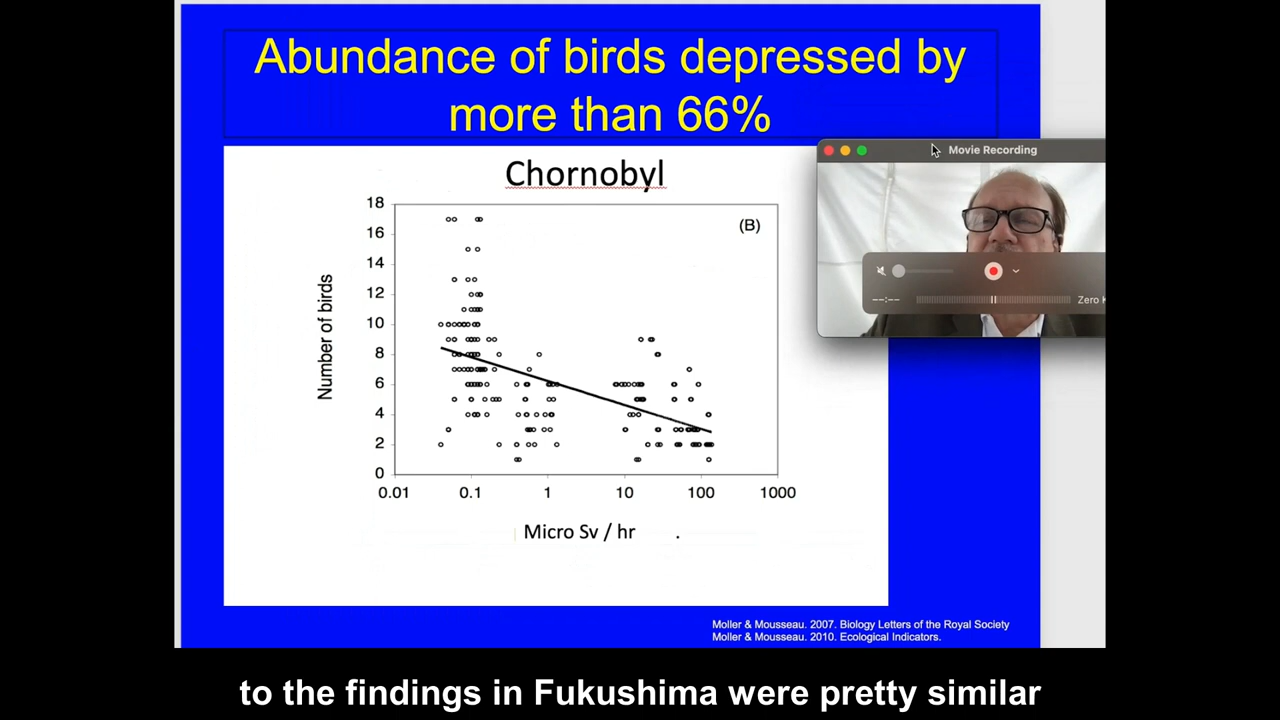 Abundance of birds depressed by
more than 66%
Movie Recording
Chornobyl
18
(B)
16
14
12
10
8
6
4
2
0
Number of birds
0.01 0.1 1 10 100 1000
Micro Sv / hr .
--:--
Zero K
Moller & Mousseau. 2007. Biology Letters of the Royal Society
Moller & Mousseau. 2010. Ecological Indicators.
to the findings in Fukushima were pretty similar